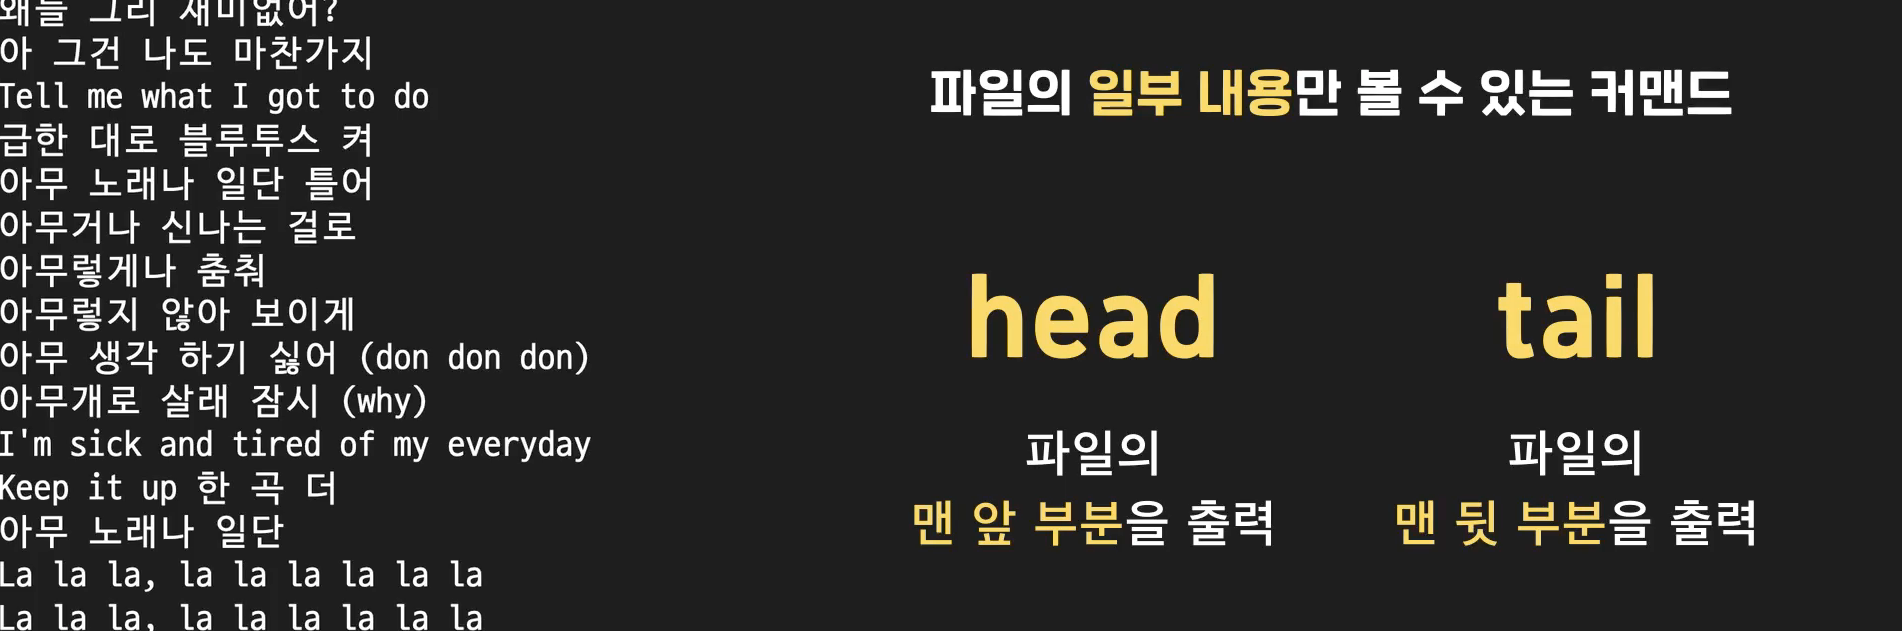 왜들 그리 재미없어?
아 그건 나도 마찬가지
Tell me what I got to do
급한 대로 블루투스 켜
아무 노래나 일단 틀어
아무거나 신나는 걸로
아무렇게나 춤춰
아무렇지 않아 보이게
아무 생각 하기 싫어 (don don don)
아무개로 살래 잠시 (why)
I'm sick and tired of my everyday
Keep it up 한 곡 더
아무 노래나 일단
La la la, la la la la la la
La la la, la la la la la la
파일의 일부 내용만 볼 수 있는 커맨드
head
파일의
맨 앞 부분을 출력
tail
파일의
맨 뒷 부분을 출력